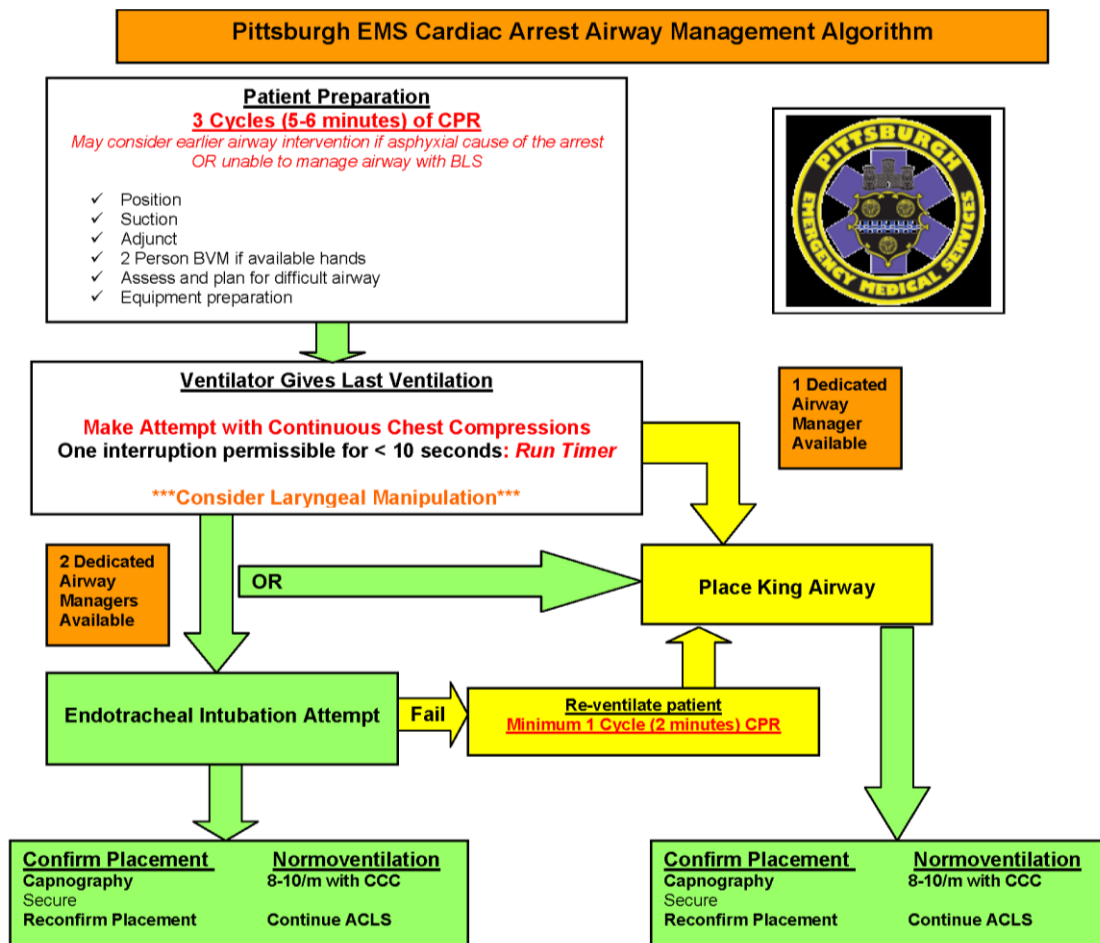 Pittsburgh EMS Cardiac Arrest Airway Management Algorithm
Patient Preparation
3 Cycles (5-6 minutes) of CPR
May consider earlier airway intervention if asphyxial cause of the arrest
OR unable to manage airway with BLS
✓ Position
✓ Suction
✓ Adjunct
✓ 2 Person BVM if available hands
✓ Assess and plan for difficult airway
✓ Equipment preparation
PITTSBURGH
EMERGENCY MEDICAL SERVICES
Ventilator Gives Last Ventilation
Make Attempt with Continuous Chest Compressions
One interruption permissible for < 10 seconds: Run Timer
***Consider Laryngeal Manipulation***
1 Dedicated
Airway
Manager
Available
2 Dedicated
Airway
Managers
Available
OR
Place King Airway
Endotracheal Intubation Attempt
Fail
Re-ventilate patient
Minimum 1 Cycle (2 minutes) CPR
Confirm Placement Normoventilation
Capnography 8-10/m with CCC
Secure
Reconfirm Placement Continue ACLS
Confirm Placement Normoventilation
Capnography 8-10/m with CCC
Secure
Reconfirm Placement Continue ACLS